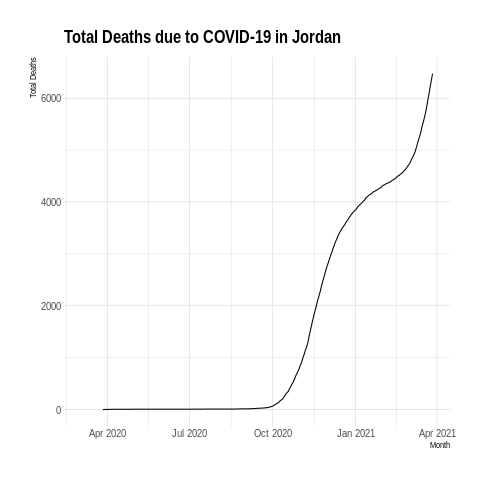 Total Deaths due to COVID-19 in Jordan
Total Deaths
6000
4000
2000
0
Apr 2020 Jul 2020 Oct 2020 Jan 2021 Apr 2021
Month